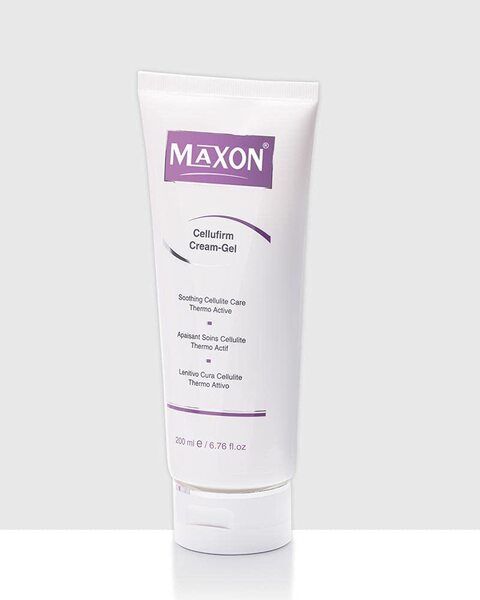 MAXON®
Cellufirm
Cream-Gel
Soothing Cellulite Care
Thermo Active
Apaisant Soins Cellulite
Thermo Actif
Lenitivo Cura Cellulite
Thermo Attivo
200 ml ℮ / 6.76 fl.oz